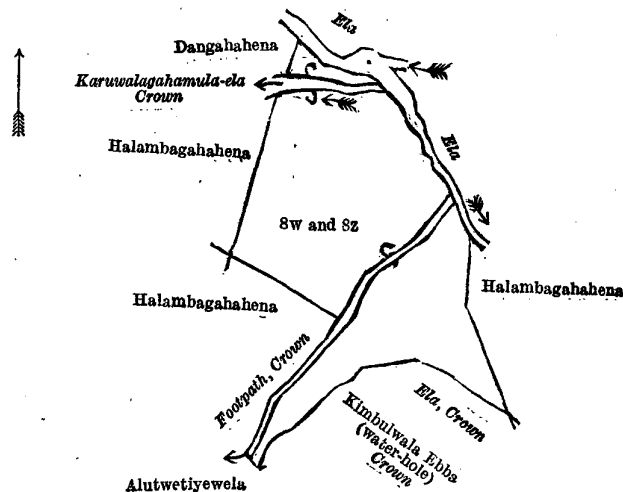 Ela
Dangahahena
Karuwalagahamula-ela
Crown
Halambagahahena
Ela
8w and 8z
Halambagahahena
Halambagahahena
Footpath, Crown
Ela, Crown
Kimbulwala Ebba
(water-hole)
Crown
Alutwetiyewela